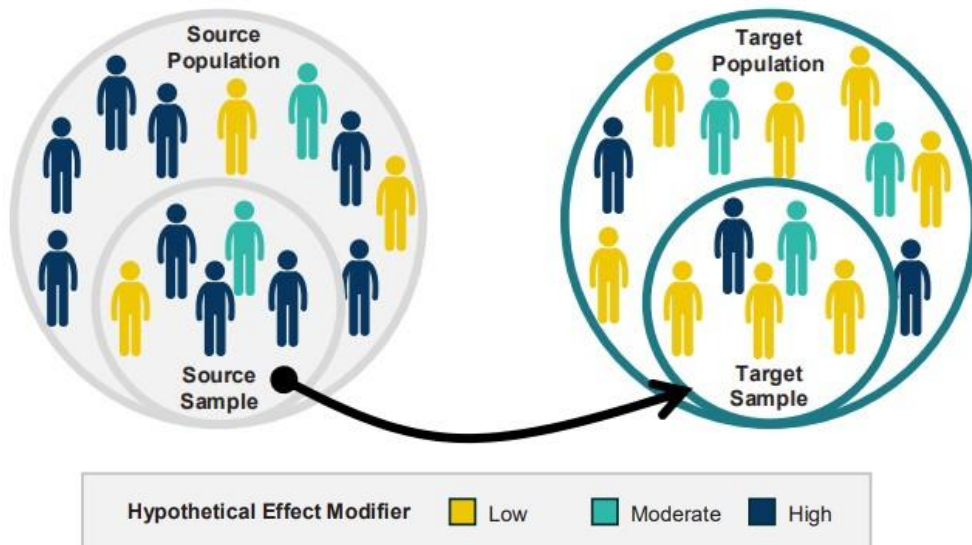 Source
Population
Target
Population
Source
Sample
Target
Sample
Hypothetical Effect Modifier Low Moderate High